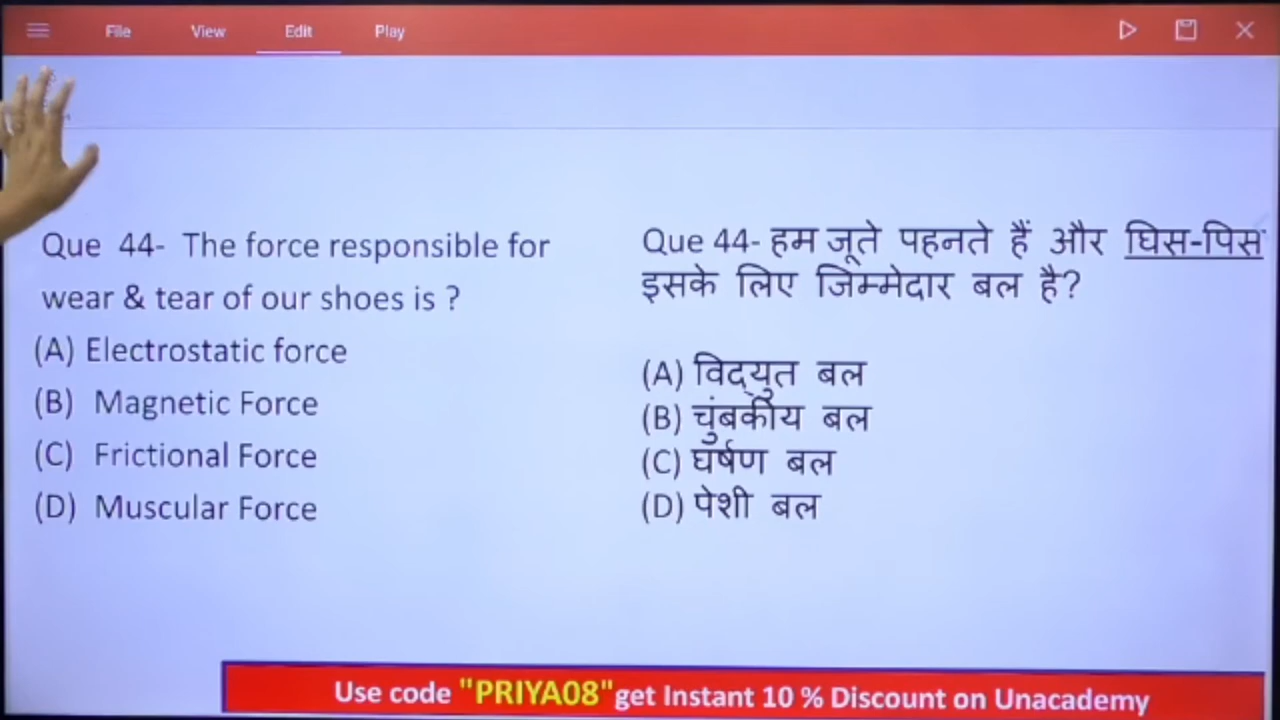 File View Edit Play
Que 44- The force responsible for
wear & tear of our shoes is ?
(A) Electrostatic force
(B) Magnetic Force
(C) Frictional Force
(D) Muscular Force
Que 44- हम जूते पहनते हैं और घिस-पिस
इसके लिए जिम्मेदार बल है?
(A) विद्युत बल
(B) चुंबकीय बल
(C) घर्षण बल
(D) पेशी बल
Use code "PRIYA08" get Instant 10 % Discount on Unacademy